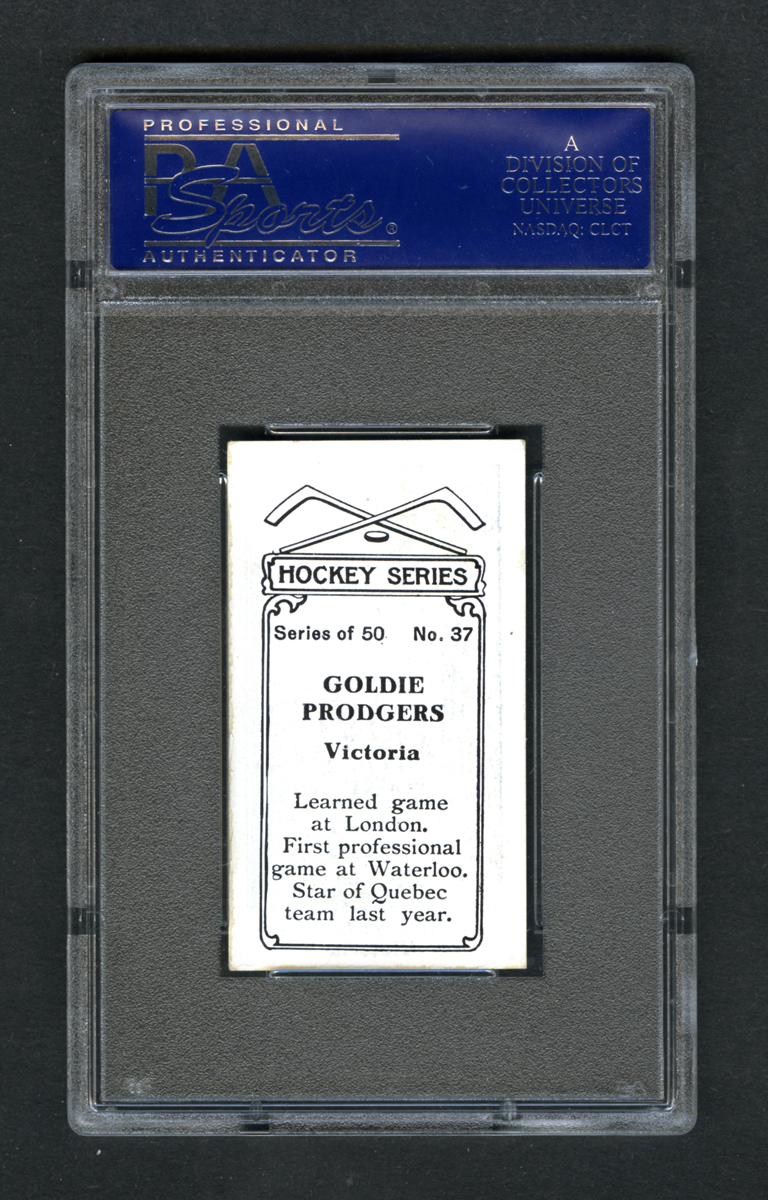 PROFESSIONAL
PSA
Sports®
AUTHENTICATOR
A
DIVISION OF
COLLECTORS
UNIVERSE
NASDAQ: CLCT
HOCKEY SERIES
Series of 50 No. 37
GOLDIE
PRODGERS
Victoria
Learned game
at London.
First professional
game at Waterloo.
Star of Quebec
team last year.